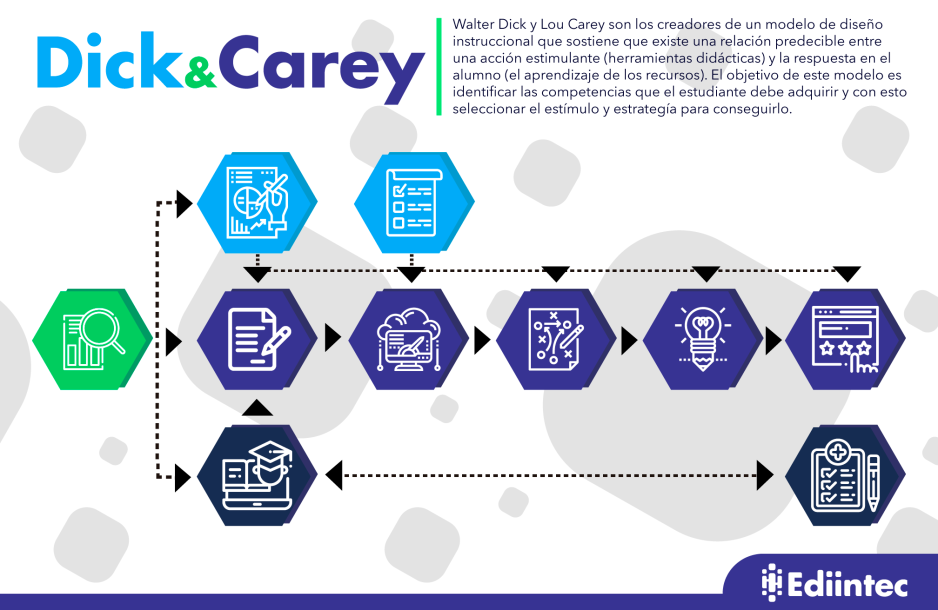 Dick&Carey
Walter Dick y Lou Carey son los creadores de un modelo de diseño
instruccional que sostiene que existe una relación predecible entre
una acción estimulante (herramientas didácticas) y la respuesta en el
alumno (el aprendizaje de los recursos). El objetivo de este modelo es
identificar las competencias que el estudiante debe adquirir y con esto
seleccionar el estímulo y estrategía para conseguirlo.
Ediintec